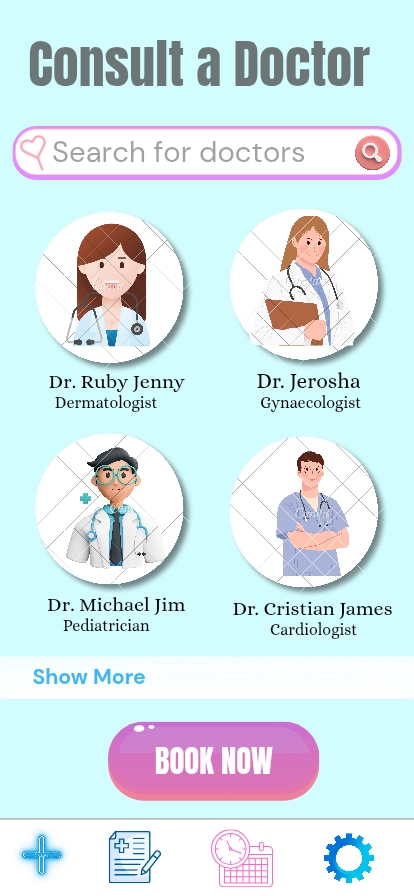 Consult a Doctor
Search for doctors
Dr. Ruby Jenny
Dermatologist
Dr. Jerosha
Gynaecologist
Dr. Michael Jim
Pediatrician
Dr. Cristian James
Cardiologist
Show More
BOOK NOW